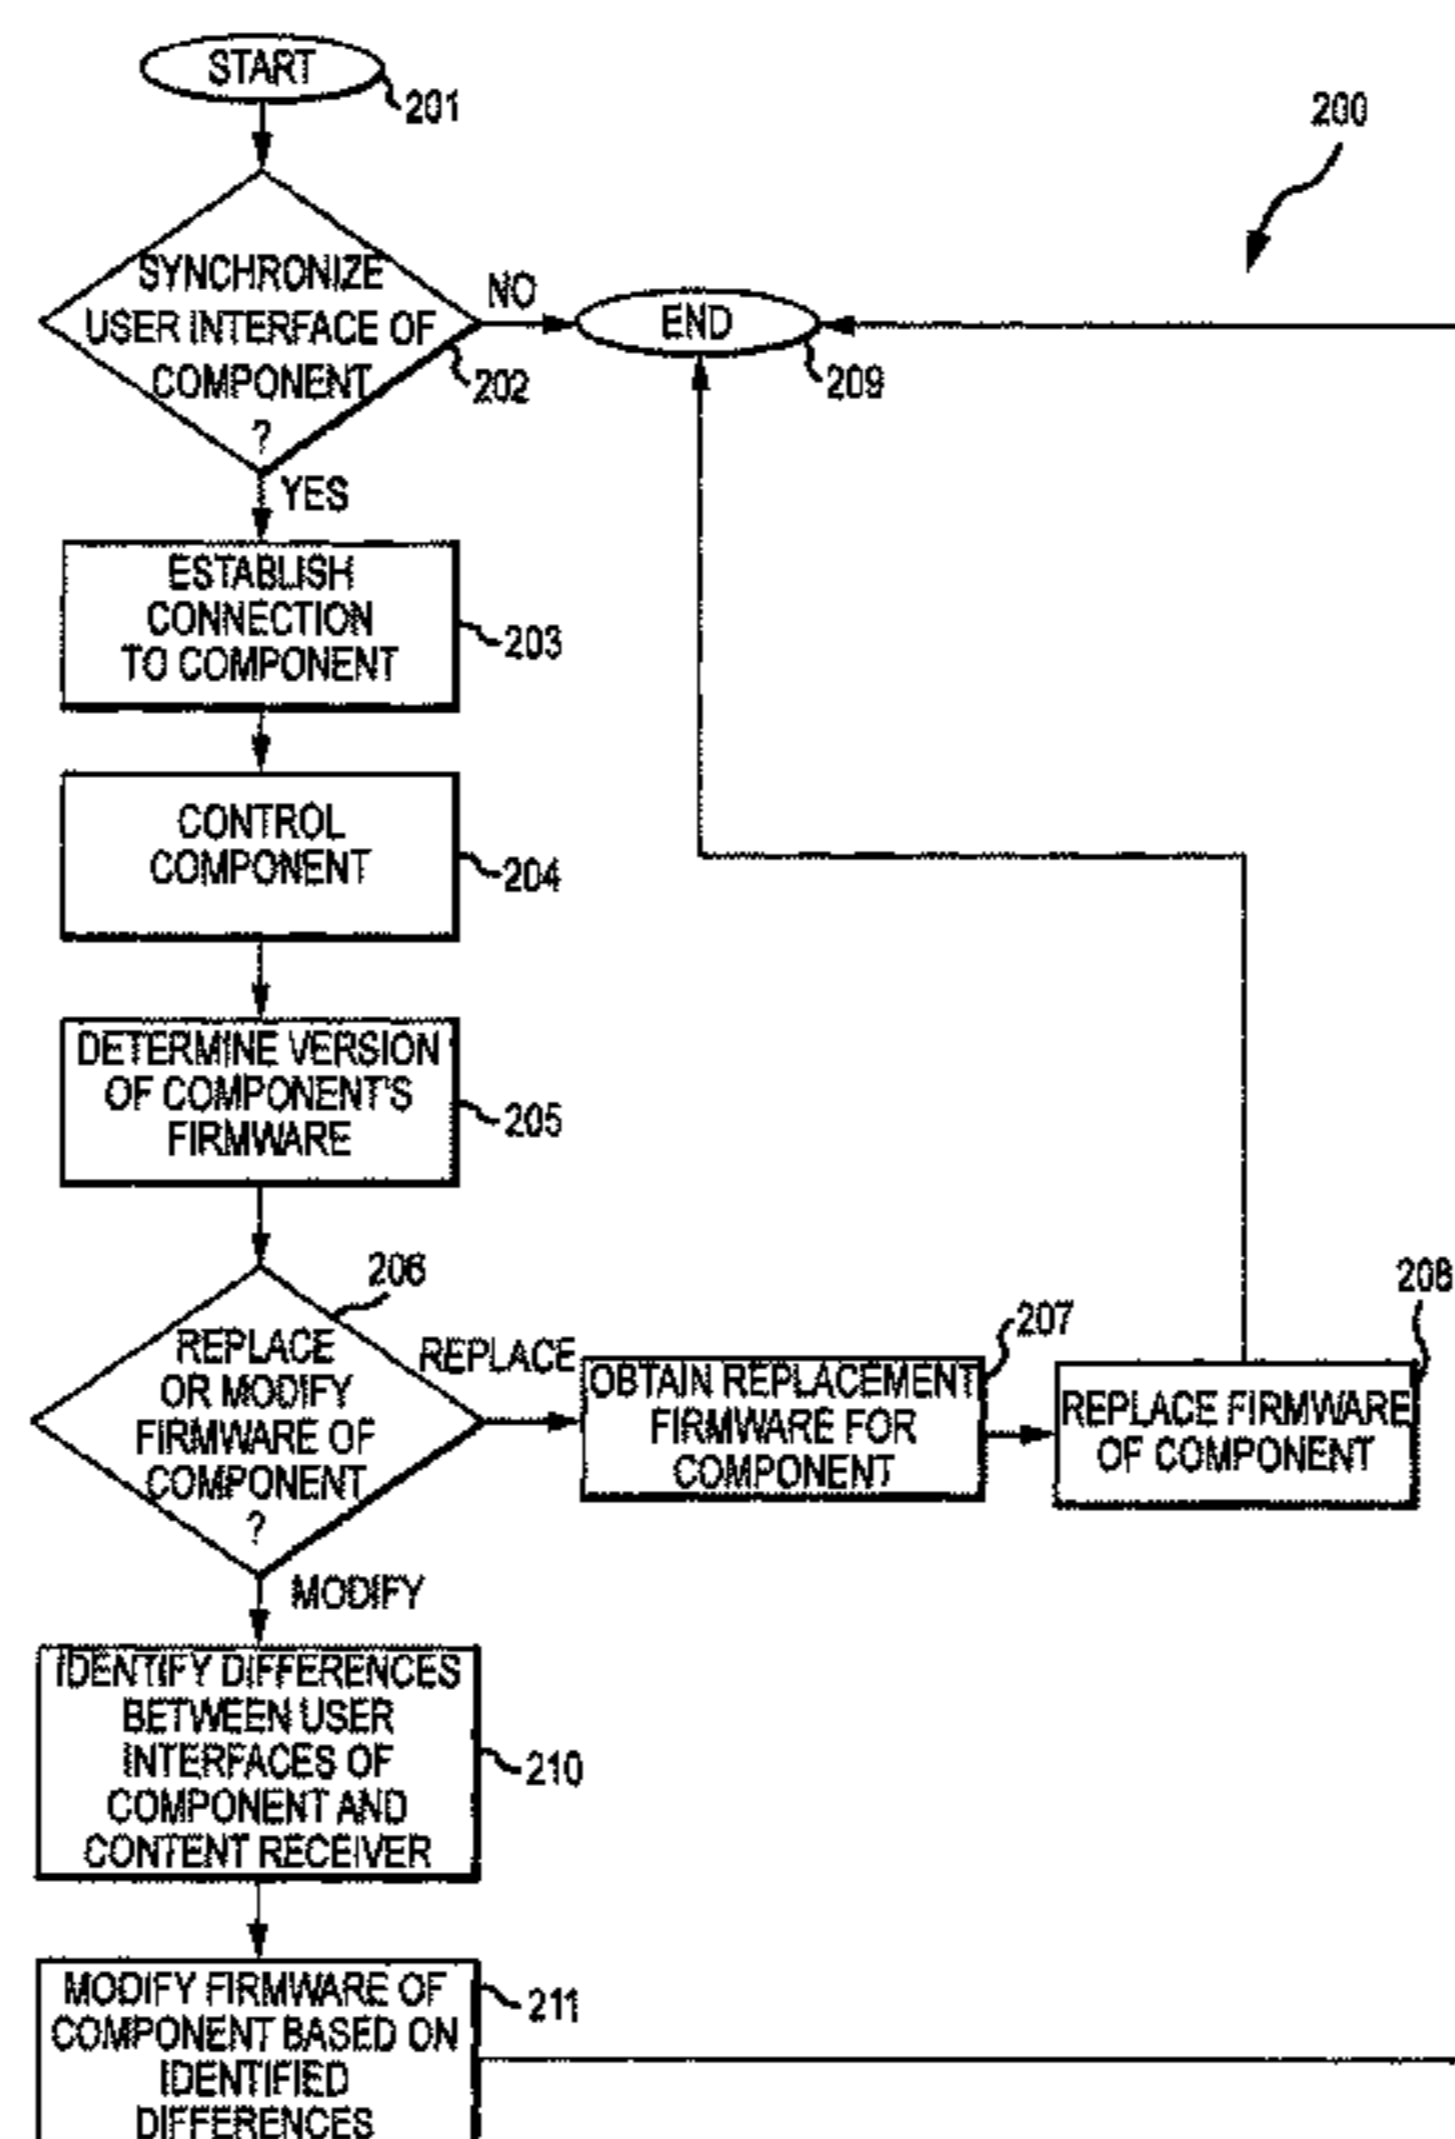 START
201
200
SYNCHRONIZE
USER INTERFACE OF
COMPONENT
?
202
NO
END
209
YES
ESTABLISH
CONNECTION
TO COMPONENT
203
CONTROL
COMPONENT
204
DETERMINE VERSION
OF COMPONENT'S
FIRMWARE
205
206
REPLACE
OR MODIFY
FIRMWARE OF
COMPONENT
?
REPLACE
OBTAIN REPLACEMENT
FIRMWARE FOR
COMPONENT
207
REPLACE FIRMWARE
OF COMPONENT
208
MODIFY
IDENTIFY DIFFERENCES
BETWEEN USER
INTERFACES OF
COMPONENT AND
CONTENT RECEIVER
210
MODIFY FIRMWARE OF
COMPONENT BASED ON
IDENTIFIED
DIFFERENCES
211